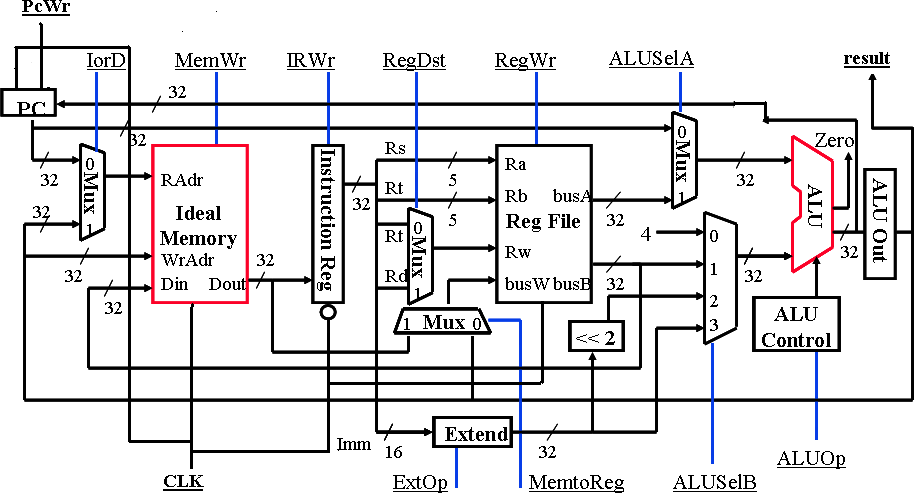 PcWr
IorD
MemWr
IRWr
RegDst
RegWr
ALUSelA
result
PC
32
32
0
Mux
1
32
32
32
32
RAdr
Ideal
Memory
WrAdr
Din
Dout
32
Instruction Reg
32
Rs
Rt
Rt
Rd
5
5
0
Mux
1
Ra
Rb
busA
Reg File
Rw
busW
busB
32
32
1 Mux 0
<< 2
0
Mux
1
32
4
0
1
2
3
32
Zero
ALU
32
ALU Out
ALU
Control
Imm
16
Extend
32
CLK
ExtOp
MemtoReg
ALUSelB
ALUOp